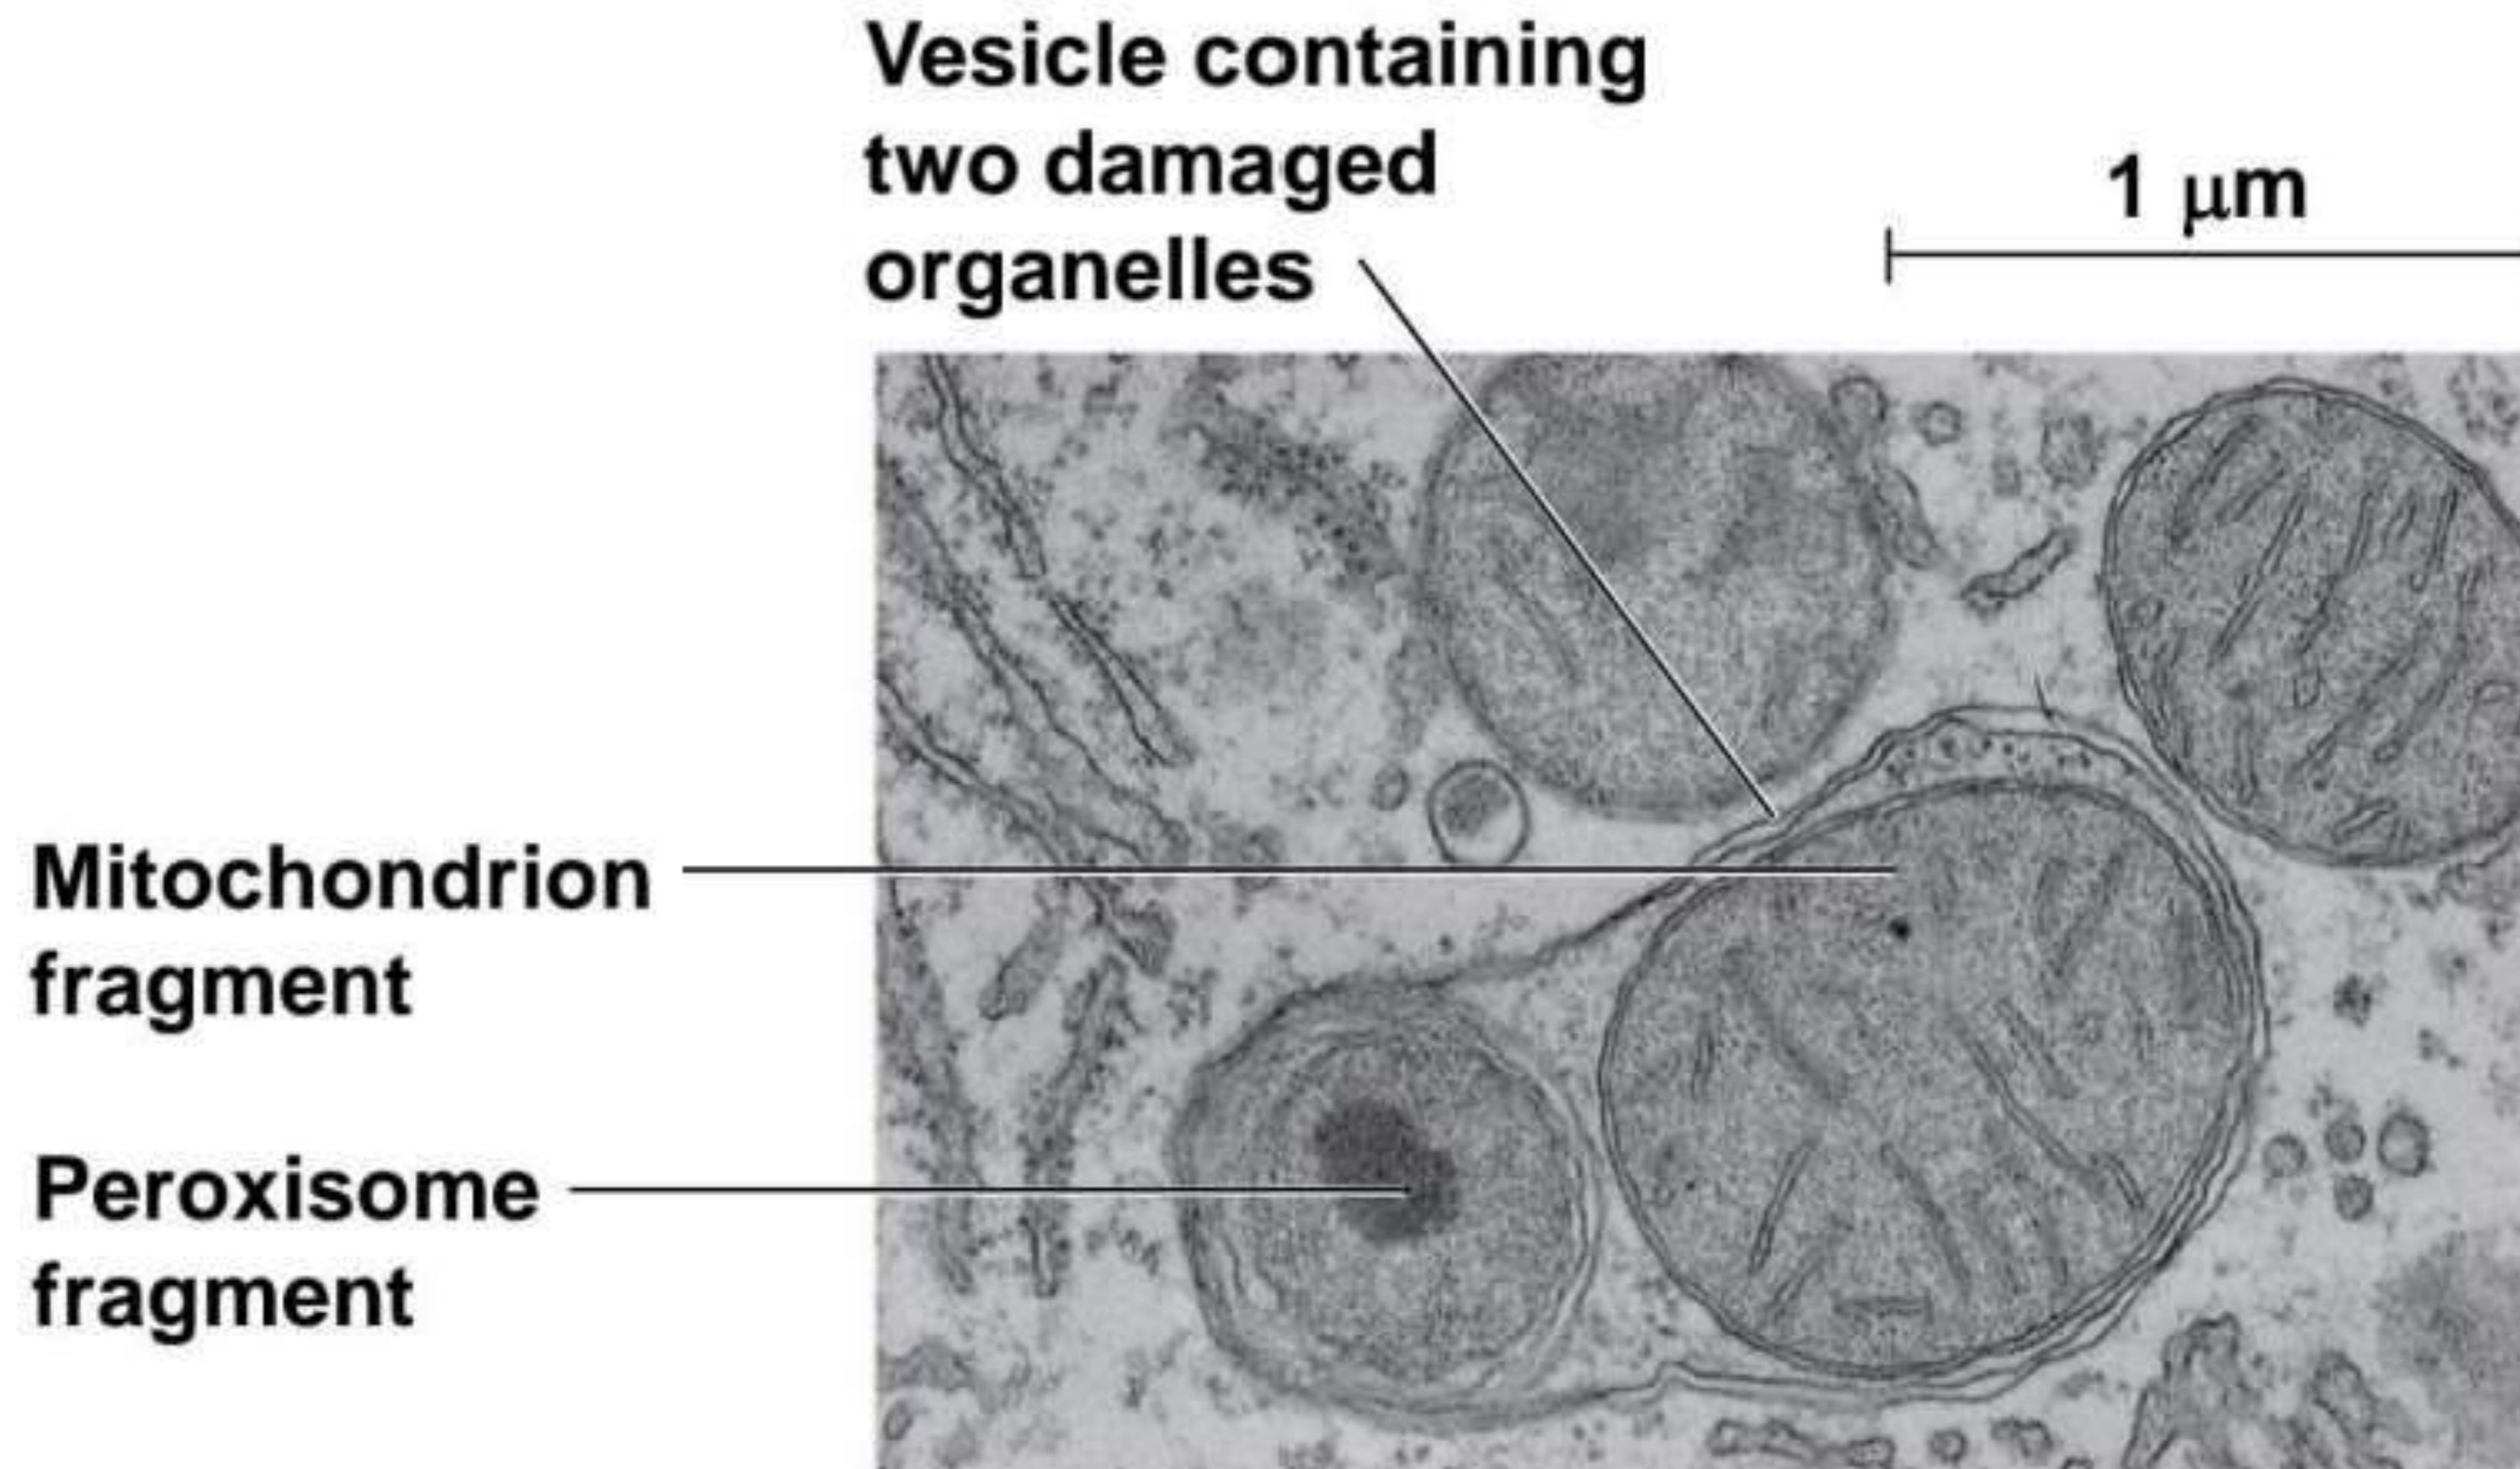 Vesicle containing
two damaged
organelles
1 μm
Mitochondrion
fragment
Peroxisome
fragment